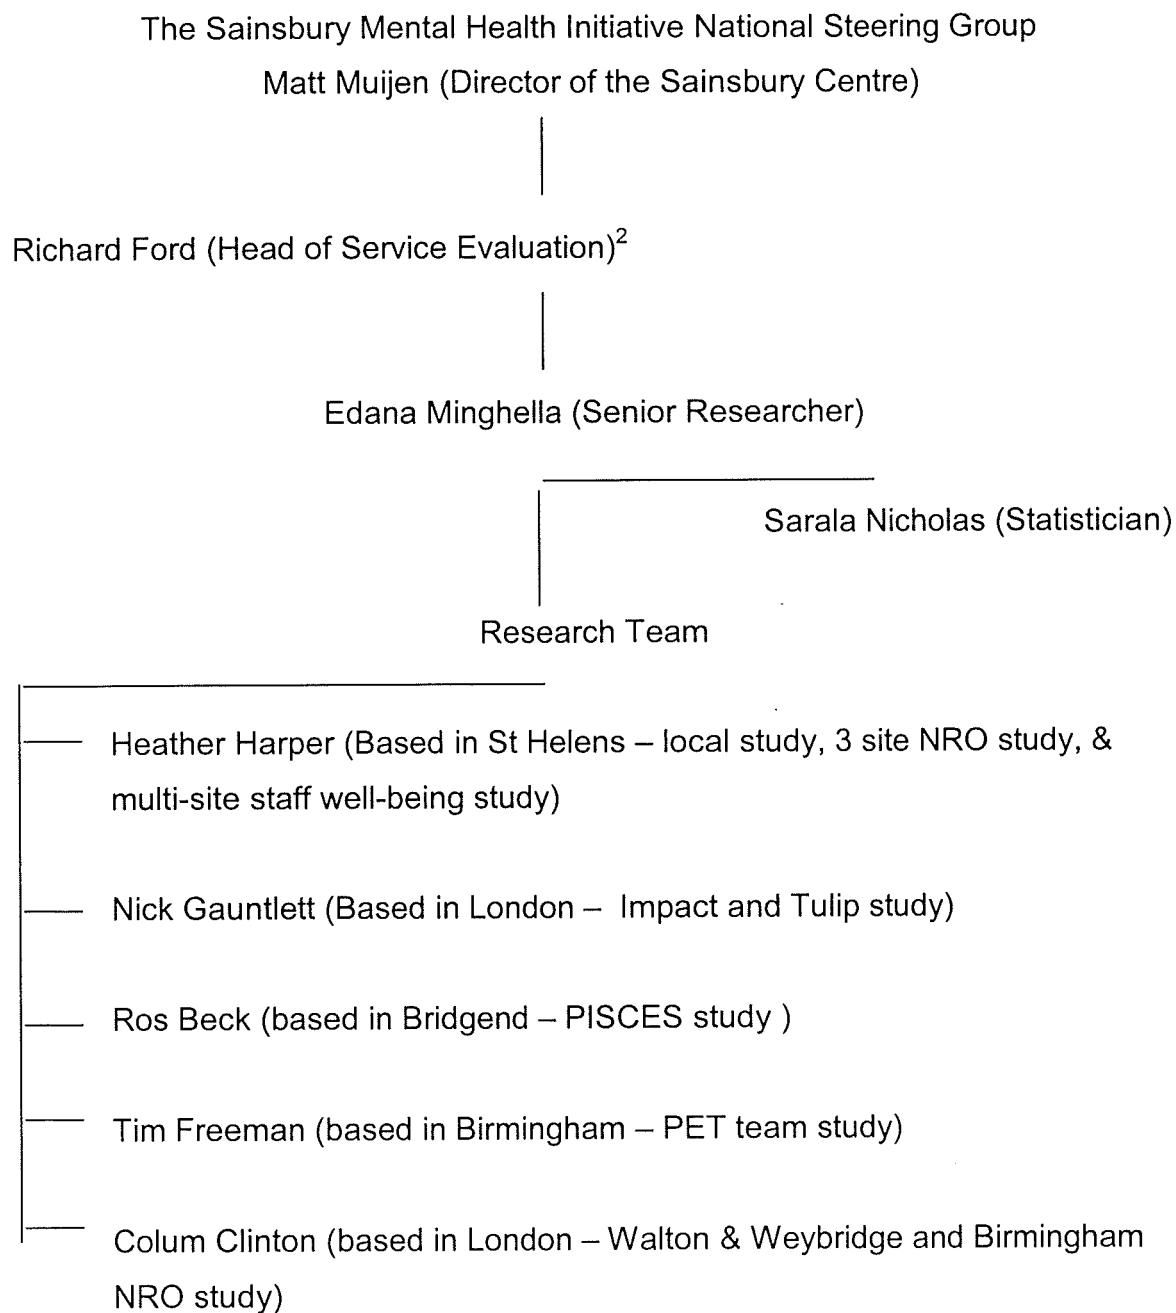 The Sainsbury Mental Health Initiative National Steering Group
Matt Muijen (Director of the Sainsbury Centre)
Richard Ford (Head of Service Evaluation)²
Edana Minghella (Senior Researcher)
Sarala Nicholas (Statistician)
Research Team
Heather Harper (Based in St Helens – local study, 3 site NRO study, &
multi-site staff well-being study)
Nick Gauntlett (Based in London –  Impact and Tulip study)
Ros Beck (based in Bridgend – PISCES study )
Tim Freeman (based in Birmingham – PET team study)
Colum Clinton (based in London – Walton & Weybridge and Birmingham
NRO study)